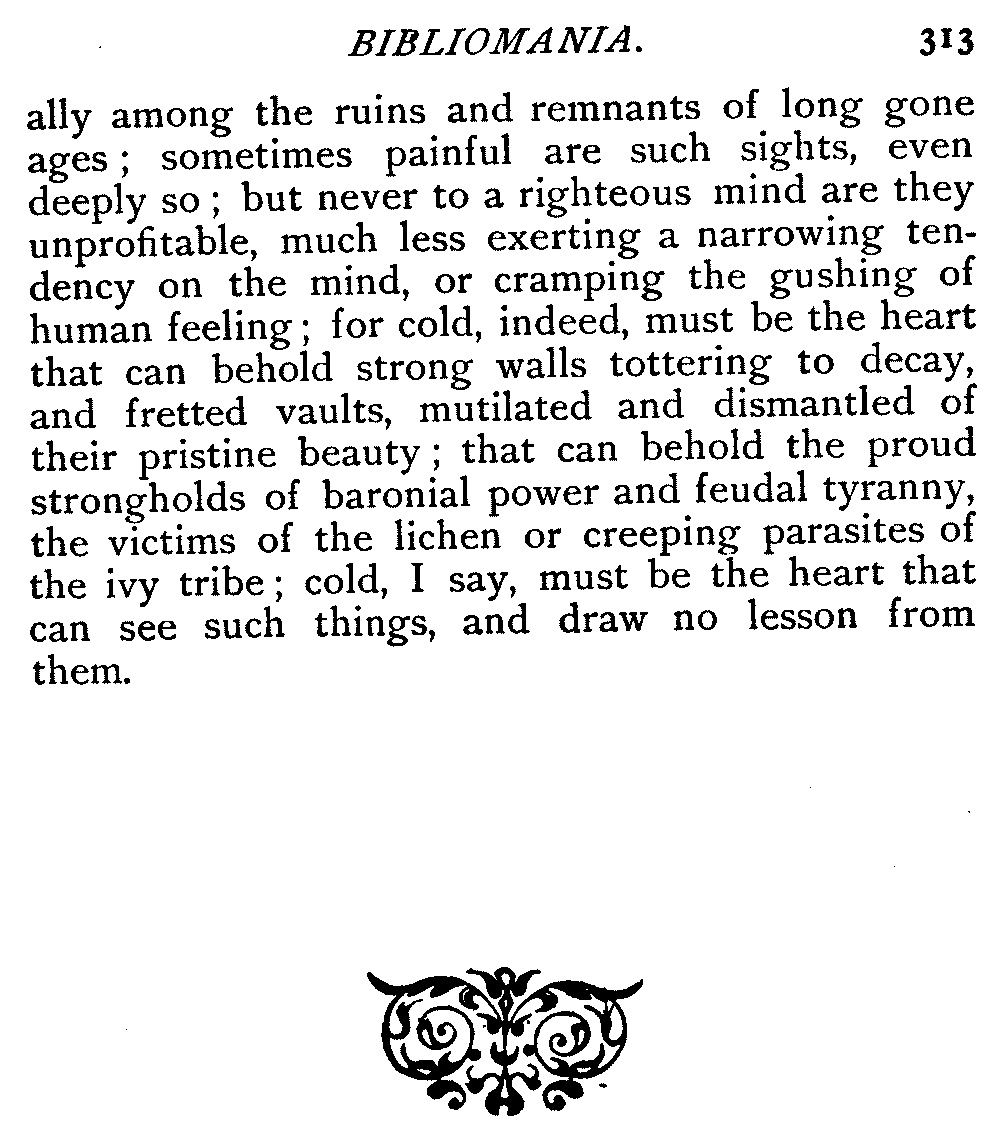 BIBLIOMANIA. 313
ally among the ruins and remnants of long gone
ages ; sometimes painful are such sights, even
deeply so ; but never to a righteous mind are they
unprofitable, much less exerting a narrowing ten-
dency on the mind, or cramping the gushing of
human feeling ; for cold, indeed, must be the heart
that can behold strong walls tottering to decay,
and fretted vaults, mutilated and dismantled of
their pristine beauty ; that can behold the proud
strongholds of baronial power and feudal tyranny,
the victims of the lichen or creeping parasites of
the ivy tribe ; cold, I say, must be the heart that
can see such things, and draw no lesson from
them.